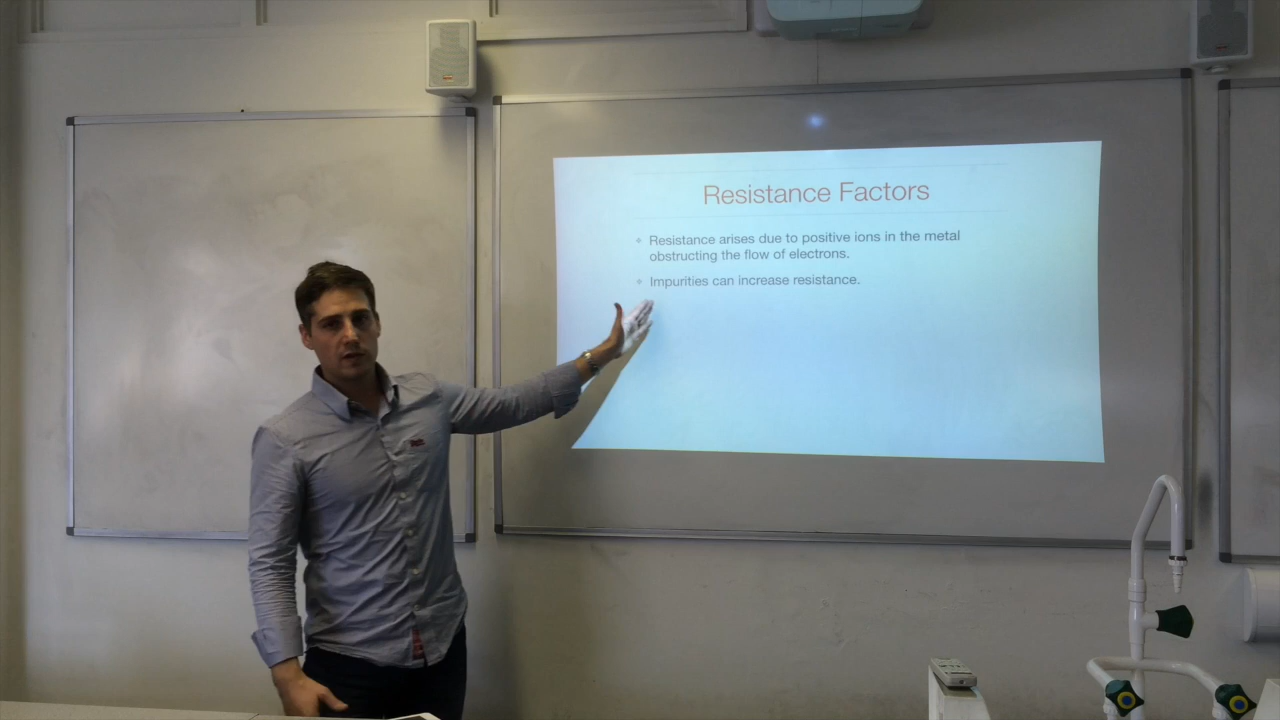 Resistance Factors
Resistance arises due to positive ions in the metal
obstructing the flow of electrons.
Impurities can increase resistance.